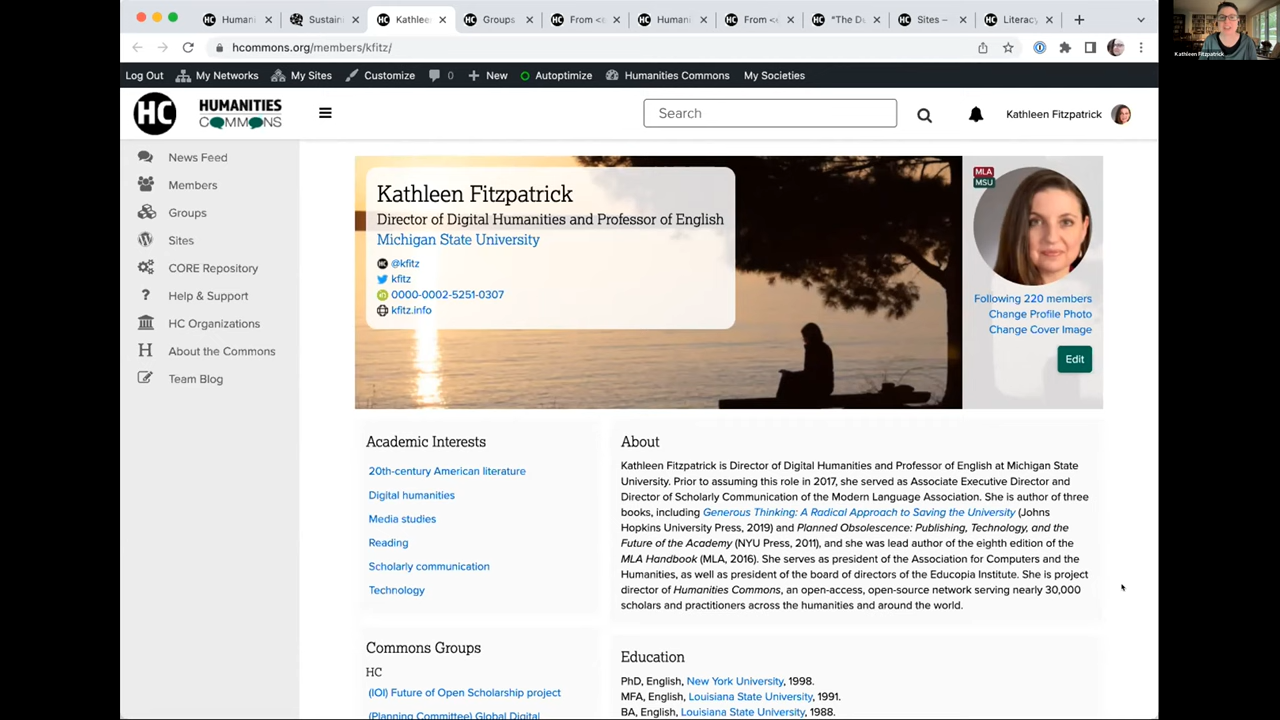 Humani
Sustain
Kathlee
Groups
From <e
Humani
From <e
"The Du
Sites –
Literacy
hcommons.org/members/kfitz/
Log Out
My Networks
My Sites
Customize
0
New
Autoptimize
Humanities Commons
My Societies
HC
HUMANITIES
COMMONS
Search
Kathleen Fitzpatrick
Kathleen Fitzpatrick
News Feed
Members
Groups
Sites
CORE Repository
Help & Support
HC Organizations
About the Commons
Team Blog
Kathleen Fitzpatrick
Director of Digital Humanities and Professor of English
Michigan State University
@kfitz
kfitz
0000-0002-5251-0307
kfitz.info
MLA
MSU
Following 220 members
Change Profile Photo
Change Cover Image
Edit
Academic Interests
20th-century American literature
Digital humanities
Media studies
Reading
Scholarly communication
Technology
Commons Groups
HC
(IOI) Future of Open Scholarship project
(Planning Committee) Global Digital
About
Kathleen Fitzpatrick is Director of Digital Humanities and Professor of English at Michigan State
University. Prior to assuming this role in 2017, she served as Associate Executive Director and
Director of Scholarly Communication of the Modern Language Association. She is author of three
books, including Generous Thinking: A Radical Approach to Saving the University (Johns
Hopkins University Press, 2019) and Planned Obsolescence: Publishing, Technology, and the
Future of the Academy (NYU Press, 2011), and she was lead author of the eighth edition of the
MLA Handbook (MLA, 2016). She serves as president of the Association for Computers and the
Humanities, as well as president of the board of directors of the Educopia Institute. She is project
director of Humanities Commons, an open-access, open-source network serving nearly 30,000
scholars and practitioners across the humanities and around the world.
Education
PhD, English, New York University, 1998.
MFA, English, Louisiana State University, 1991.
BA, English, Louisiana State University, 1988.